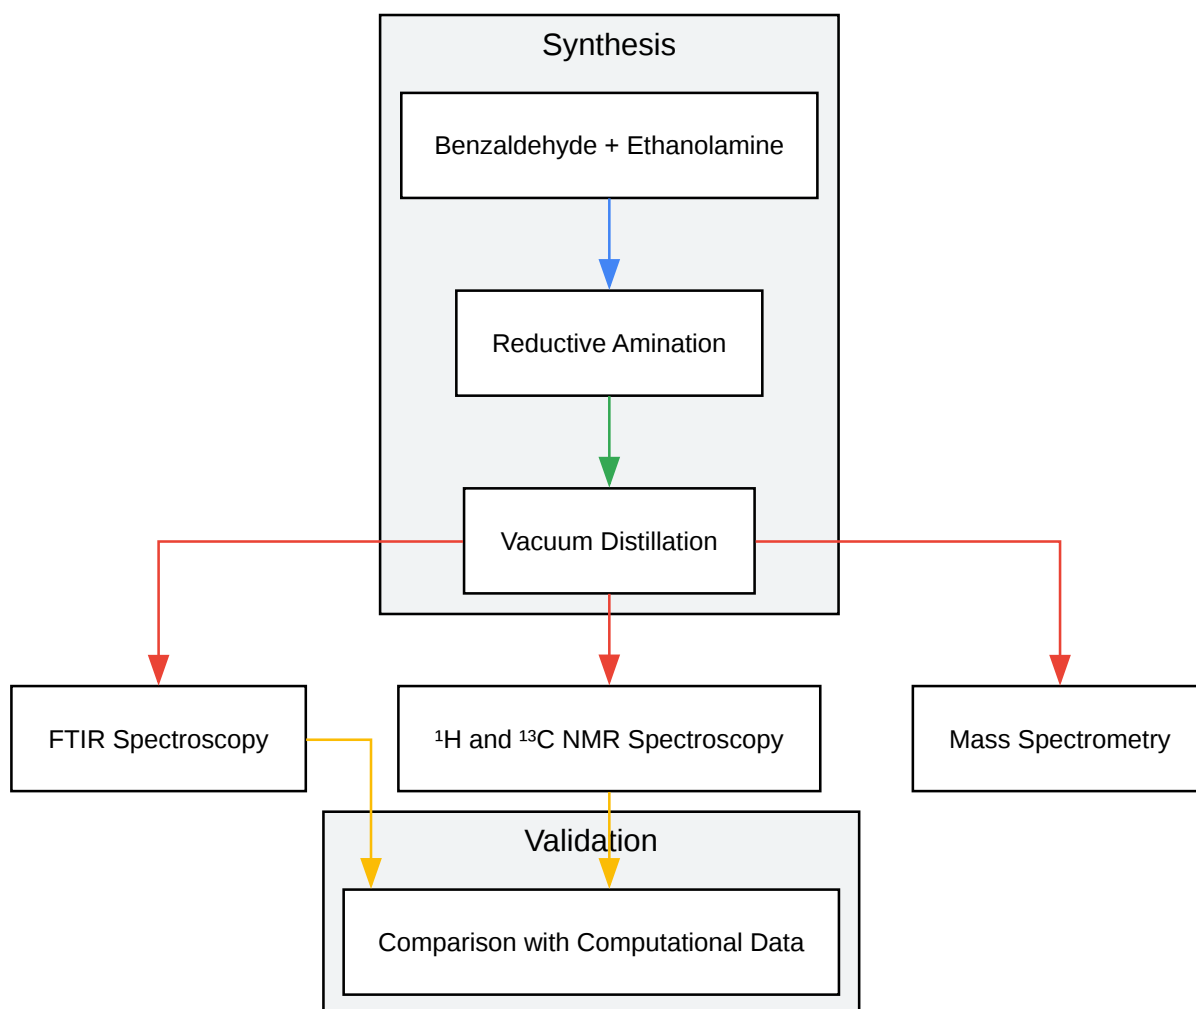 Synthesis
Benzaldehyde + Ethanolamine
Reductive Amination
Vacuum Distillation
FTIR Spectroscopy
¹H and ¹³C NMR Spectroscopy
Mass Spectrometry
Validation
Comparison with Computational Data